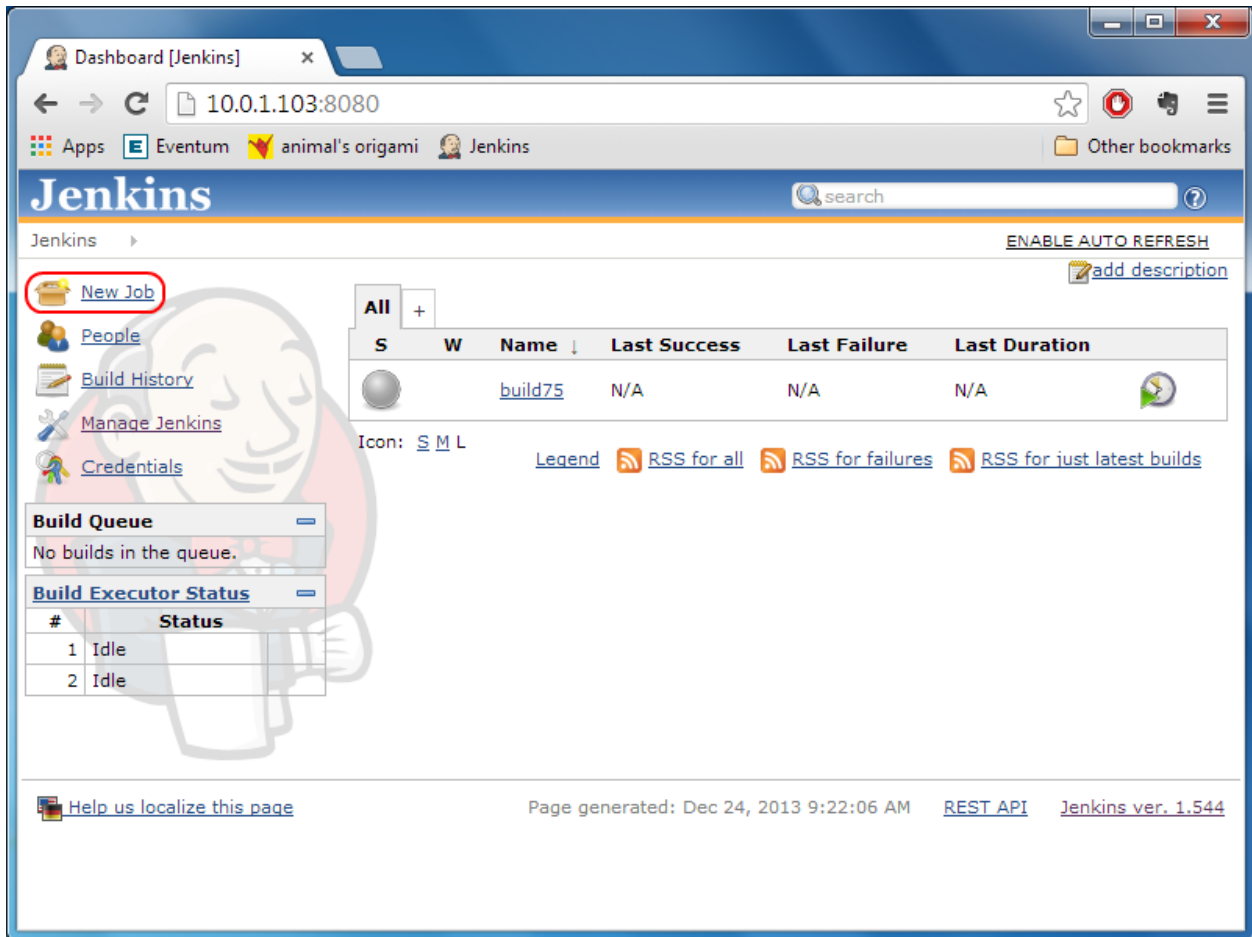 Dashboard [Jenkins]
10.0.1.103:8080
Apps E Eventum animal's origami Jenkins Other bookmarks
Jenkins search
Jenkins ENABLE AUTO REFRESH
add description
New Job
People
Build History
Manage Jenkins
Credentials
All +
S W Name ↓ Last Success Last Failure Last Duration
build75 N/A N/A N/A
Icon: S M L
Legend RSS for all RSS for failures RSS for just latest builds
Build Queue
No builds in the queue.
Build Executor Status
# Status
1 Idle
2 Idle
Help us localize this page Page generated: Dec 24, 2013 9:22:06 AM REST API Jenkins ver. 1.544